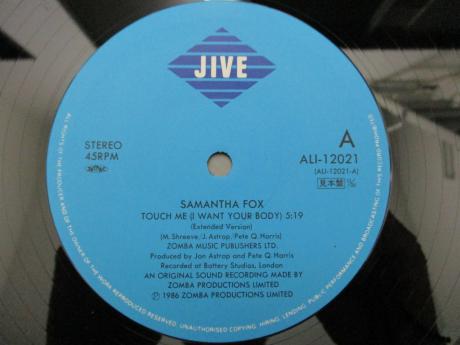 JIVE
STEREO
45RPM
A
ALI-12021
(ALI-12021-A)
見本盤
SAMANTHA FOX
TOUCH ME (I WANT YOUR BODY) 5:19
(Extended Version)
(M. Shreeve/J. Astrop/Pete Q. Harris)
ZOMBA MUSIC PUBLISHERS LTD.
Produced by Jon Astrop and Pete Q. Harris
Recorded at Battery Studios, London
AN ORIGINAL SOUND RECORDING MADE BY
ZOMBA PRODUCTIONS LIMITED
Ⓟ 1986 ZOMBA PRODUCTIONS LIMITED
ALL RIGHTS OF THE PRODUCER AND OF THE OWNER OF THE WORK REPRODUCED RESERVED. UNAUTHORISED COPYING, HIRING, LENDING, PUBLIC PERFORMANCE AND BROADCASTING OF THIS RECORD PROHIBITED